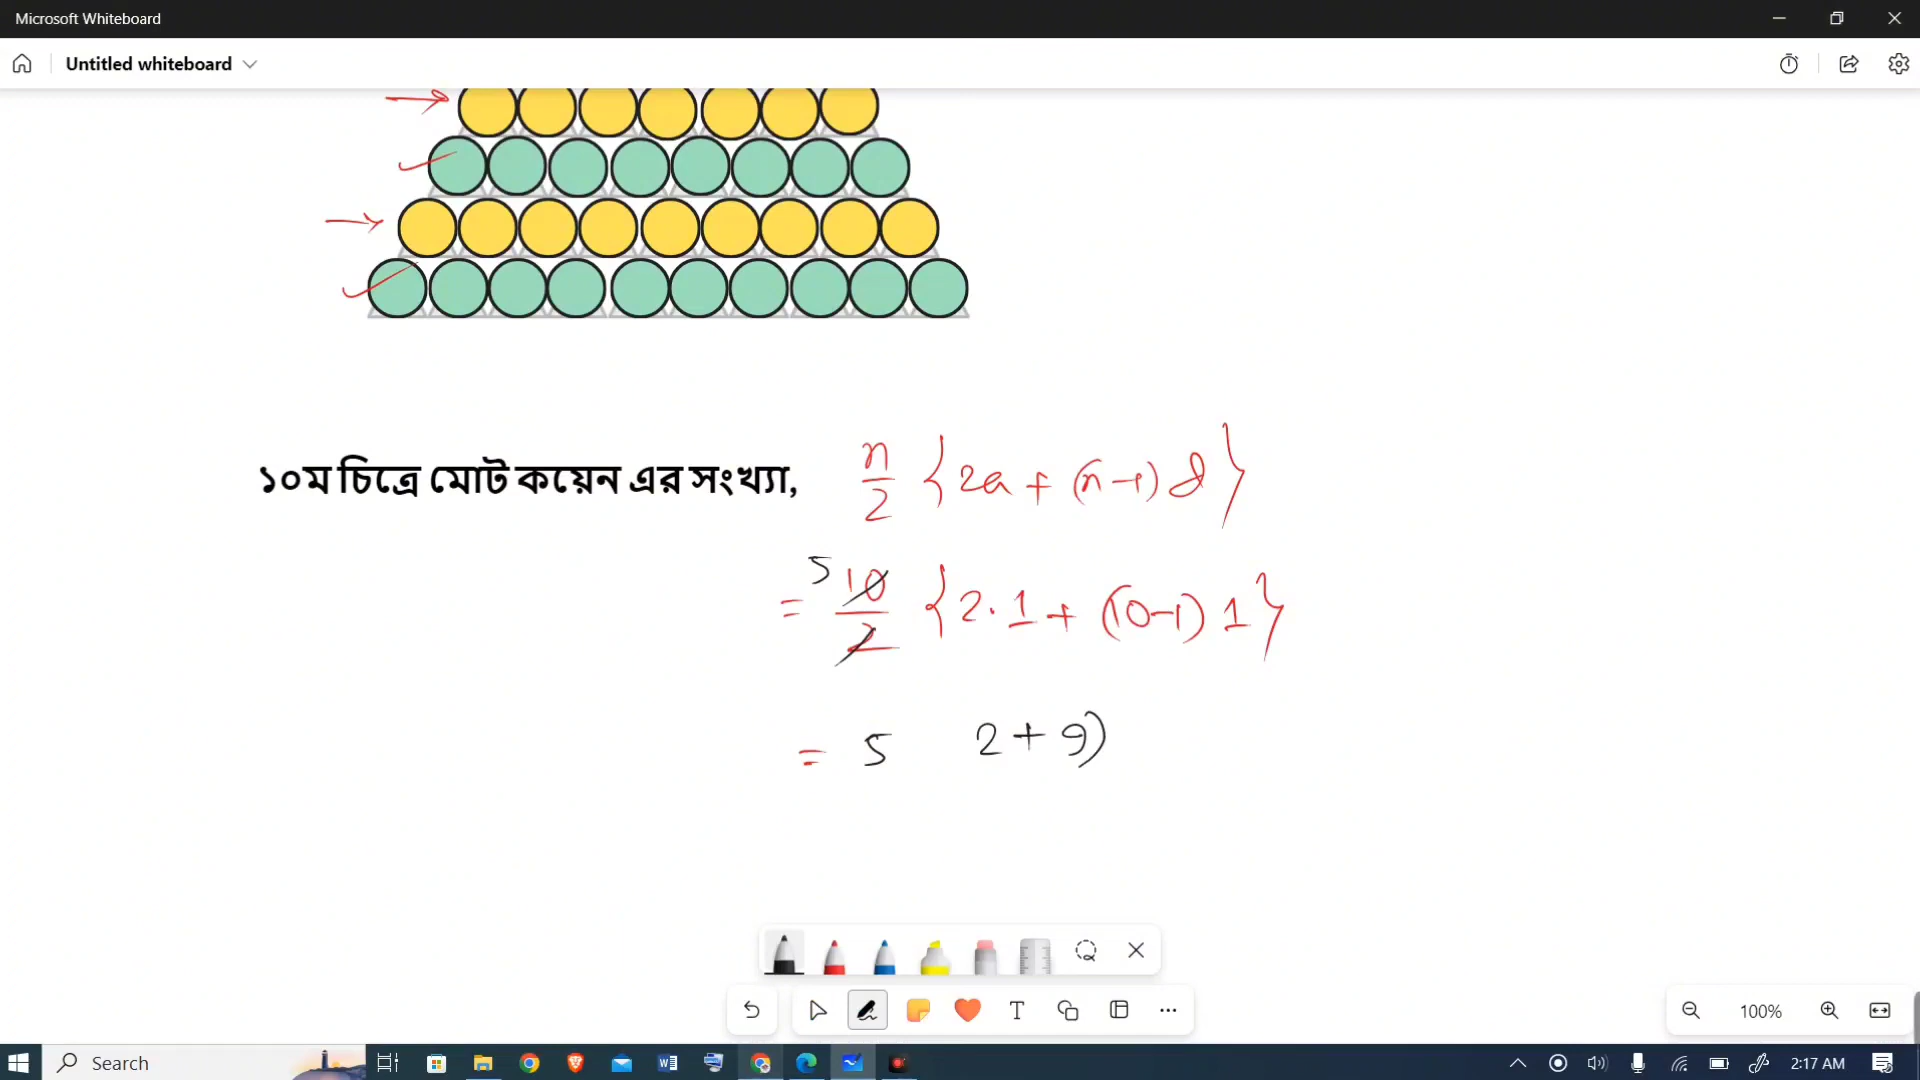 Microsoft Whiteboard
Untitled whiteboard
১০ম চিত্রে মোট কয়েন এর সংখ্যা, n/2 {2a + (n-1) d}
= 5 10/2 {2.1 + (10-1) 1}
= 5 2 + 9)
100%
Search
2:17 AM